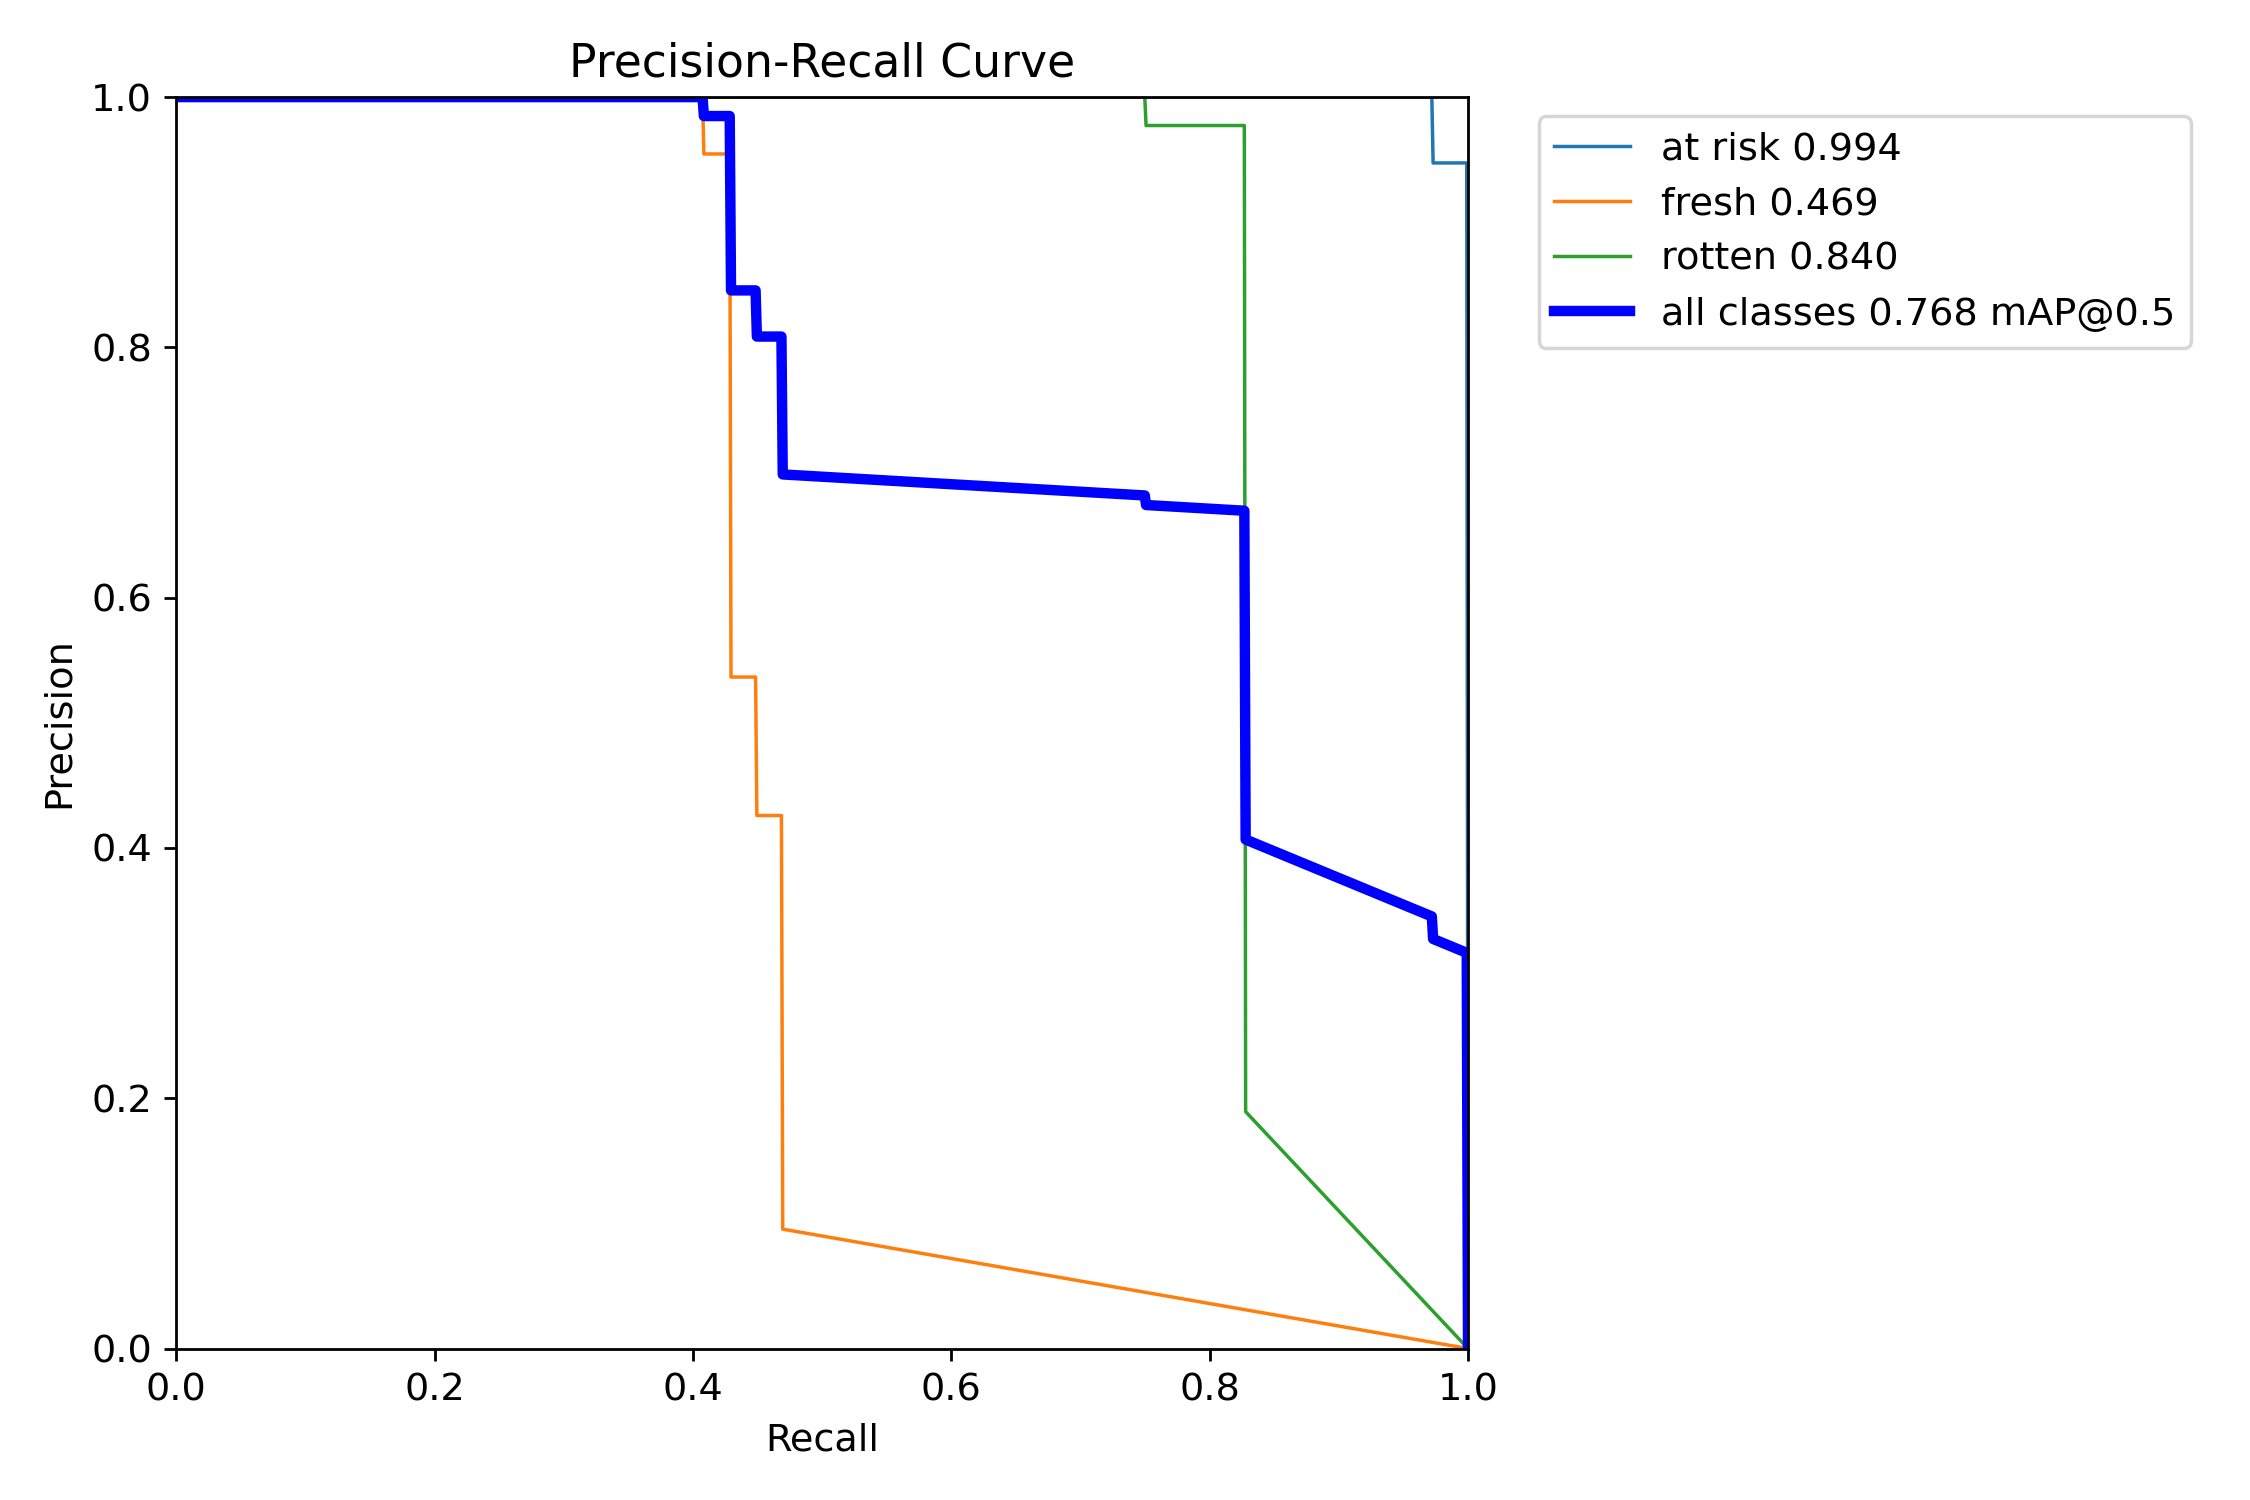 Precision-Recall Curve
1.0
0.8
0.6
0.4
0.2
0.0
Precision
0.0 0.2 0.4 0.6 0.8 1.0
Recall
at risk 0.994
fresh 0.469
rotten 0.840
all classes 0.768 mAP@0.5